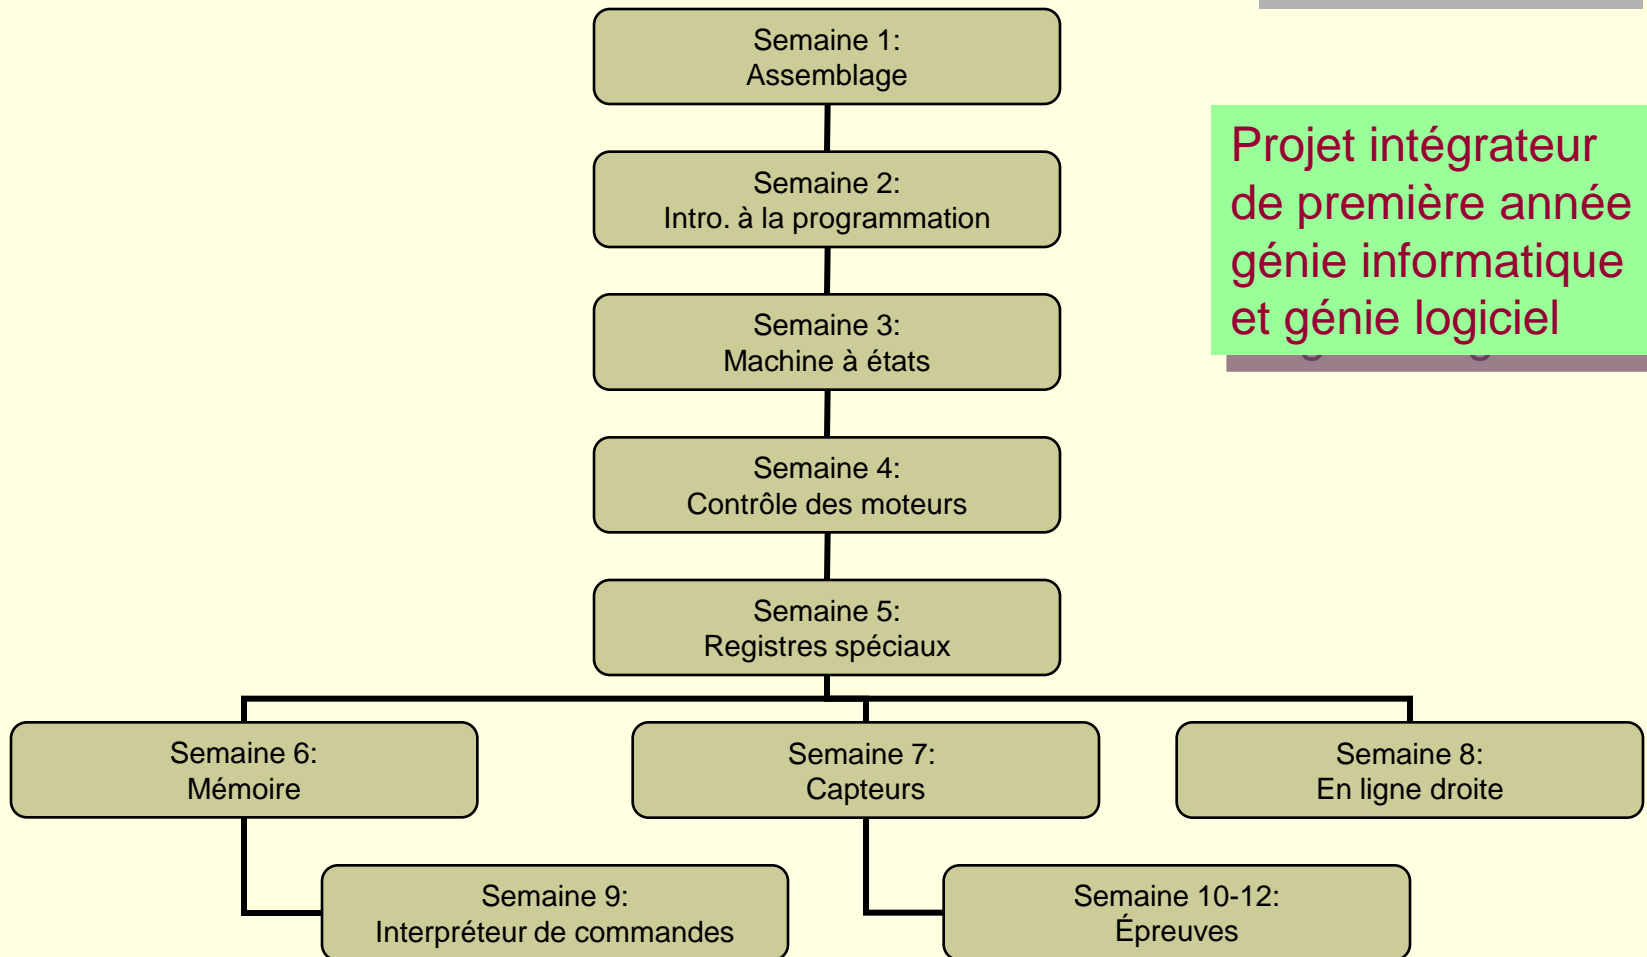 Semaine 1:
Assemblage
Semaine 2:
Intro. à la programmation
Semaine 3:
Machine à états
Semaine 4:
Contrôle des moteurs
Semaine 5:
Registres spéciaux
Semaine 6:
Mémoire
Semaine 7:
Capteurs
Semaine 8:
En ligne droite
Semaine 9:
Interpréteur de commandes
Semaine 10-12:
Épreuves
Projet intégrateur
de première année
génie informatique
et génie logiciel